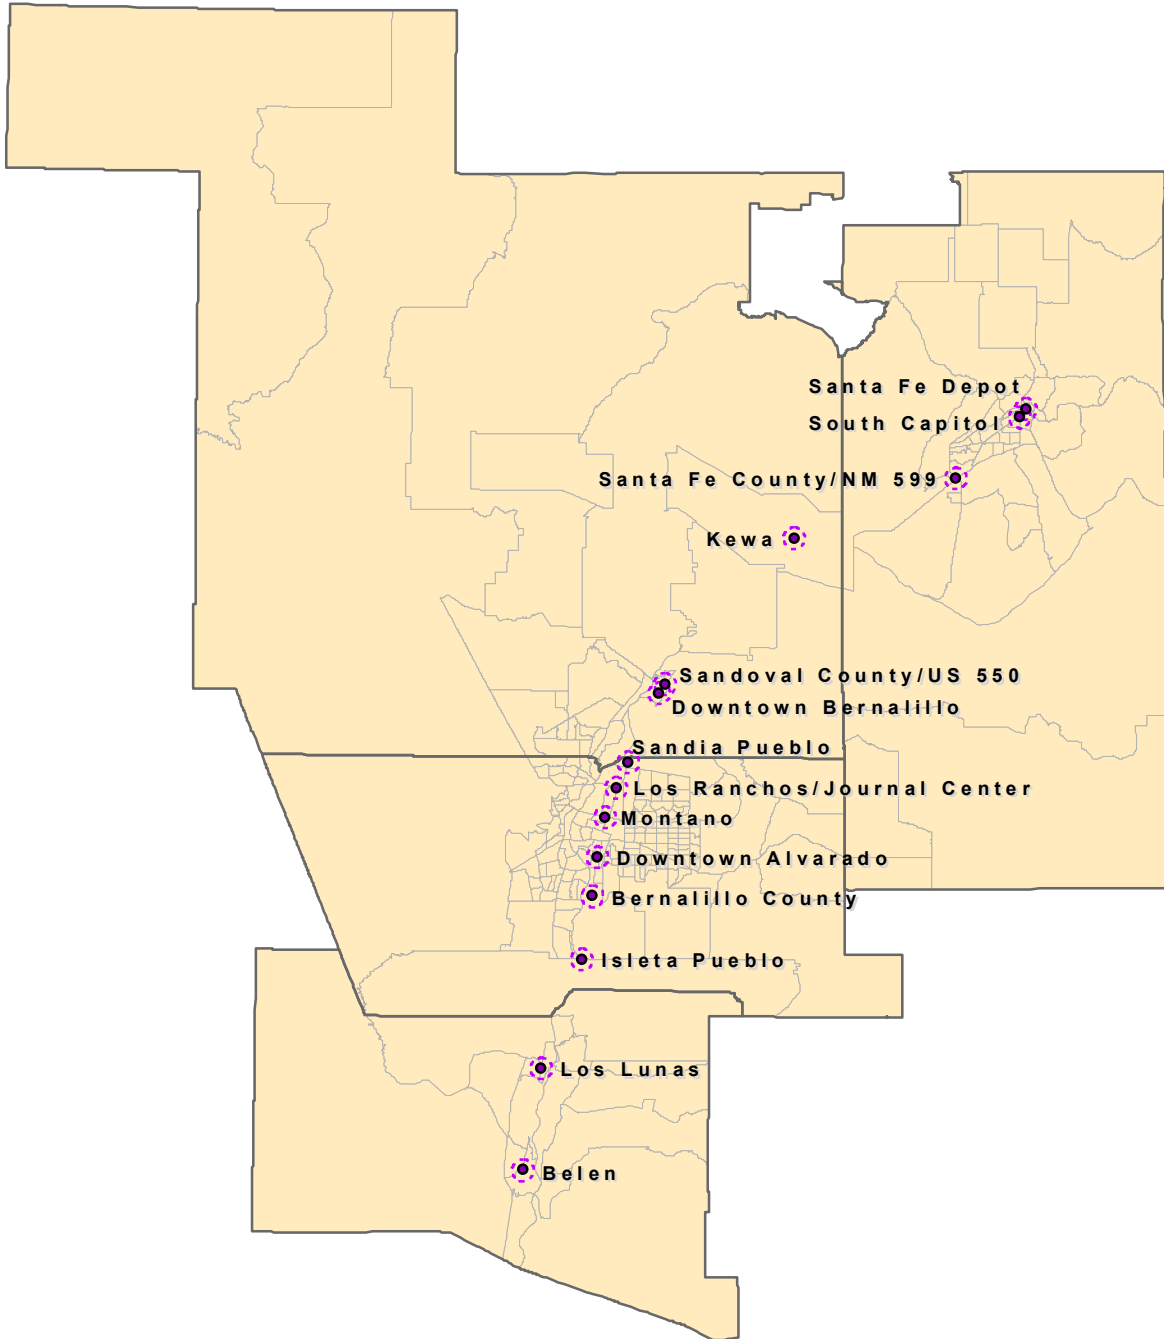 Santa Fe Depot
South Capitol
Santa Fe County/NM 599
Kewa
Sandoval County/US 550
Downtown Bernalillo
Sandia Pueblo
Los Ranchos/Journal Center
Montano
Downtown Alvarado
Bernalillo County
Isleta Pueblo
Los Lunas
Belen